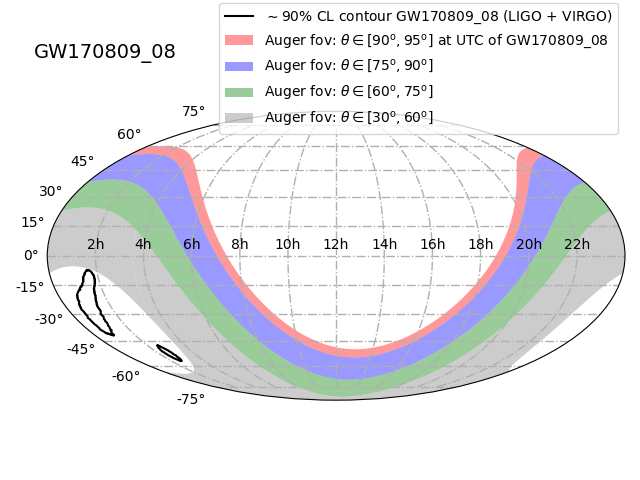 ~90% CL contour GW170809_08 (LIGO + VIRGO)
GW170809_08
Auger fov: θ ∈ [90°, 95°] at UTC of GW170809_08
Auger fov: θ ∈ [75°, 90°]
Auger fov: θ ∈ [60°, 75°]
Auger fov: θ ∈ [30°, 60°]
75°
60°
45°
30°
15°
0°
2h 4h 6h 8h 10h 12h 14h 16h 18h 20h 22h
-15°
-30°
-45°
-60°
-75°